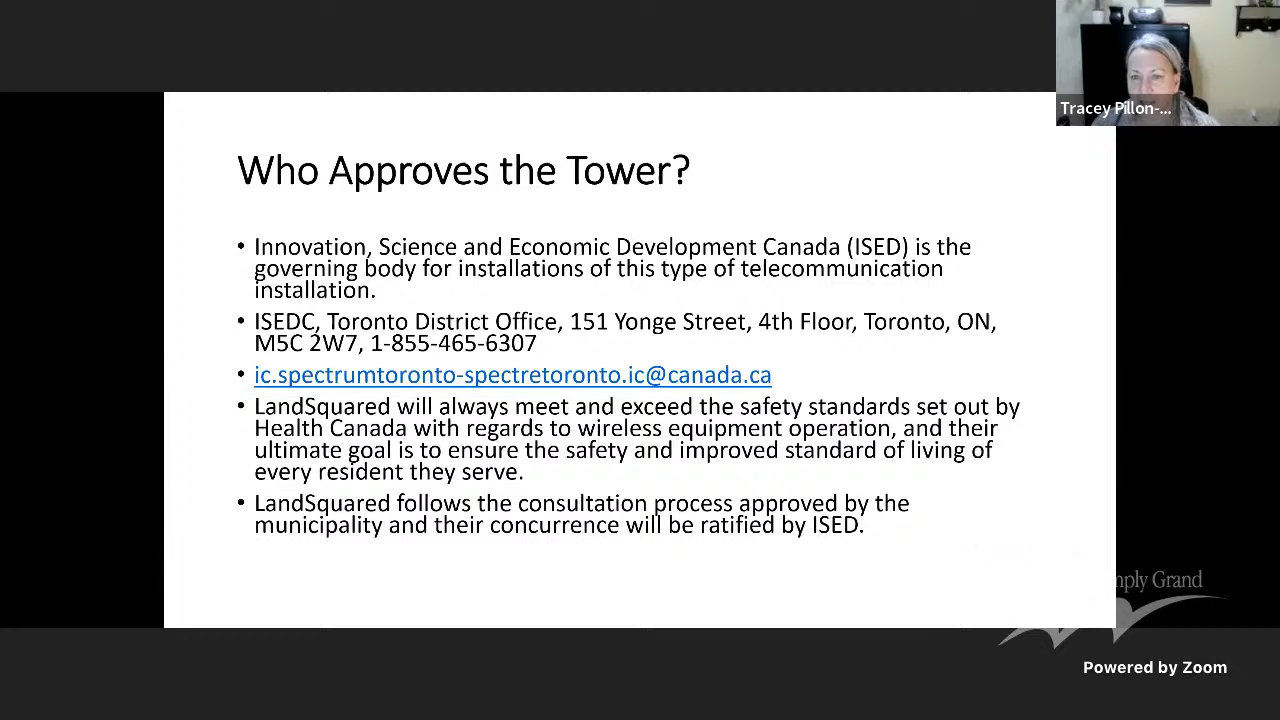 Tracey Pillon-...
Who Approves the Tower?
• Innovation, Science and Economic Development Canada (ISED) is the
governing body for installations of this type of telecommunication
installation.
• ISEDC, Toronto District Office, 151 Yonge Street, 4th Floor, Toronto, ON,
M5C 2W7, 1-855-465-6307
• ic.spectrumtoronto-spectretoronto.ic@canada.ca
• LandSquared will always meet and exceed the safety standards set out by
Health Canada with regards to wireless equipment operation, and their
ultimate goal is to ensure the safety and improved standard of living of
every resident they serve.
• LandSquared follows the consultation process approved by the
municipality and their concurrence will be ratified by ISED.
Grand
Powered by Zoom